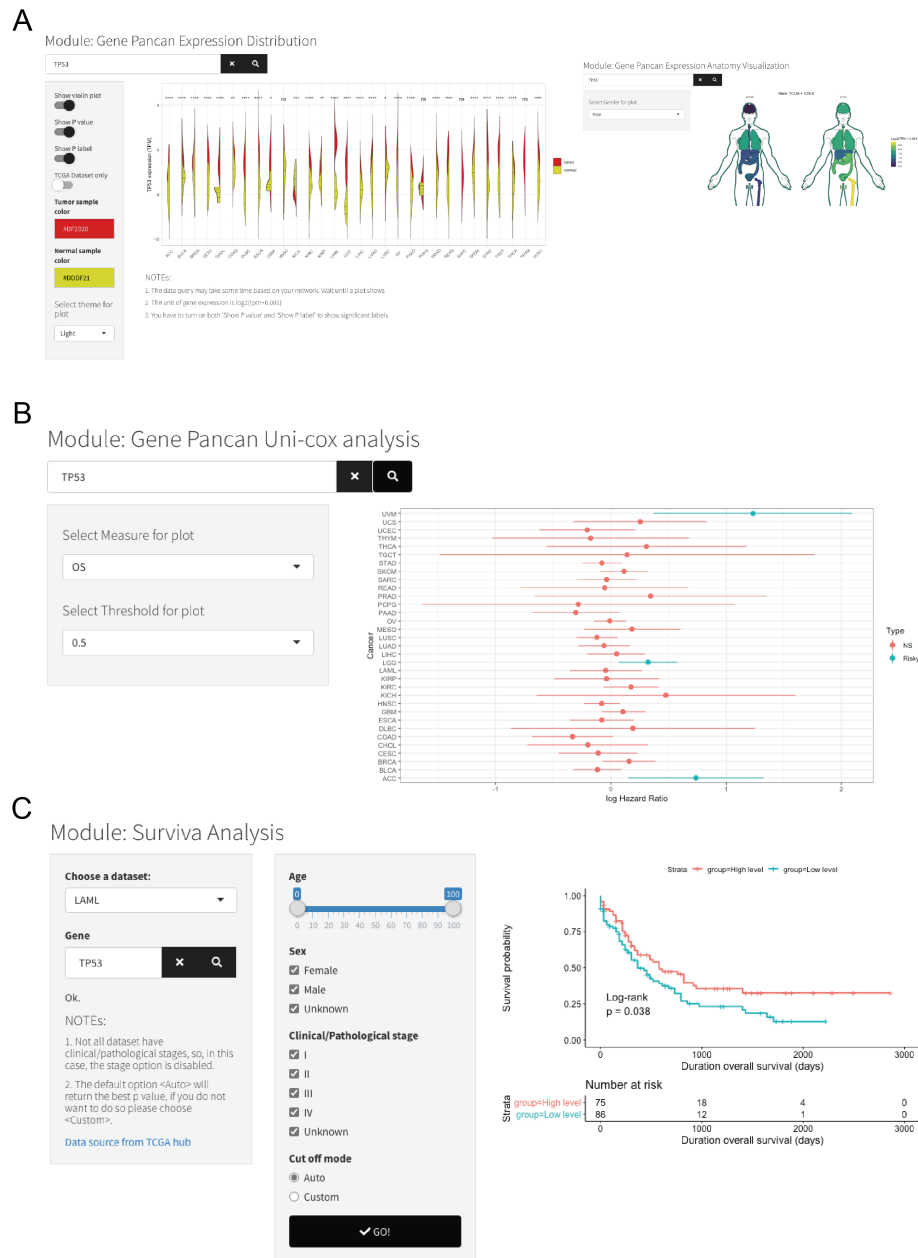 A
Module: Gene Pancan Expression Distribution
TP53
Show violin plot
Show P value
Show P label
TCGA Dataset only
Tumor sample
color
#DF2020
Normal sample
color
#DDDF21
Select theme for
plot
Light
TP53 expression (TPM)
NOTEs:
1. The data query may take some time based on your network. Wait until a plot shows
2. The unit of gene expression is log2(tpm+0.001)
3. You have to turn on both 'Show P value' and 'Show P label' to show significant labels
Module: Gene Pancan Expression Anatomy Visualization
TP53
Select Gender for plot
Male
B
Module: Gene Pancan Uni-cox analysis
TP53
Select Measure for plot
OS
Select Threshold for plot
0.5
Cancer
UVM
UCS
UCEC
THYM
THCA
TGCT
STAD
SKCM
SARC
READ
PRAD
PCPG
PAAD
OV
MESO
LUSC
LUAD
LIHC
LGG
LAML
KIRP
KIRC
KICH
HNSC
GBM
ESCA
DLBC
COAD
CHOL
CESC
BRCA
BLCA
ACC
-1 0 1 2
log Hazard Ratio
Type
NS
Risky
C
Module: Surviva Analysis
Choose a dataset:
LAML
Gene
TP53
Ok.
NOTEs:
1. Not all dataset have
clinical/pathological stages, so, in this
case, the stage option is disabled.
2. The default option <Auto> will
return the best p value, if you do not
want to do so please choose
<Custom>.
Data source from TCGA hub
Age
0 100
0 10 20 30 40 50 60 70 80 90 100
Sex
Female
Male
Unknown
Clinical/Pathological stage
I
II
III
IV
Unknown
Cut off mode
Auto
Custom
GO!
Strata group=High level group=Low level
Survival probability
1.00
0.75
0.50
0.25
0.00
Log-rank
p = 0.038
0 1000 2000 3000
Duration overall survival (days)
Number at risk
Strata
group=High level 75 18 4 0
group=Low level 86 12 1 0
0 1000 2000 3000
Duration overall survival (days)